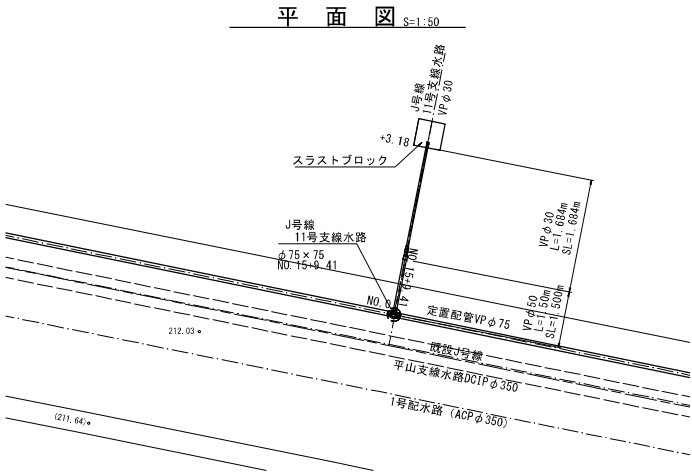 平面図 S=1:50
J号線
11号支線水路
VPφ30
+3.18
スラストブロック
VPφ30
L=1.684m
SL=1.684m
J号線
11号支線水路
φ75×75
NO.15+9.41
NO.15+9.41
NO.0
VPφ50
L=1.50m
SL=1.500m
定置配管VPφ75
212.03
既設J号線
平山支線水路DCIPφ350
1号配水路（ACPφ350）
(211.64)